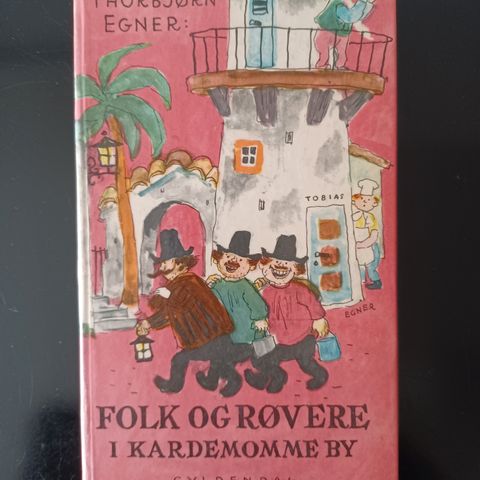 THORBJØRN
EGNER:
TOBIAS
EGNER
FOLK OG RØVERE
I KARDEMOMME BY
GYLDENDAL